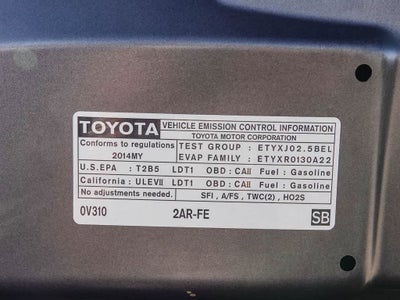 TOYOTA VEHICLE EMISSION CONTROL INFORMATION
TOYOTA MOTOR CORPORATION
Conforms to regulations
2014MY
TEST GROUP : ETYXJ02.5BEL
EVAP FAMILY : ETYXR0130A22
U.S.EPA : T2B5 LDT1 OBD : CAII Fuel : Gasoline
California : ULEVII LDT1 OBD : CAII Fuel : Gasoline
No adjustments needed. SFI , A/FS , TWC(2) , HO2S
0V310 2AR-FE SB